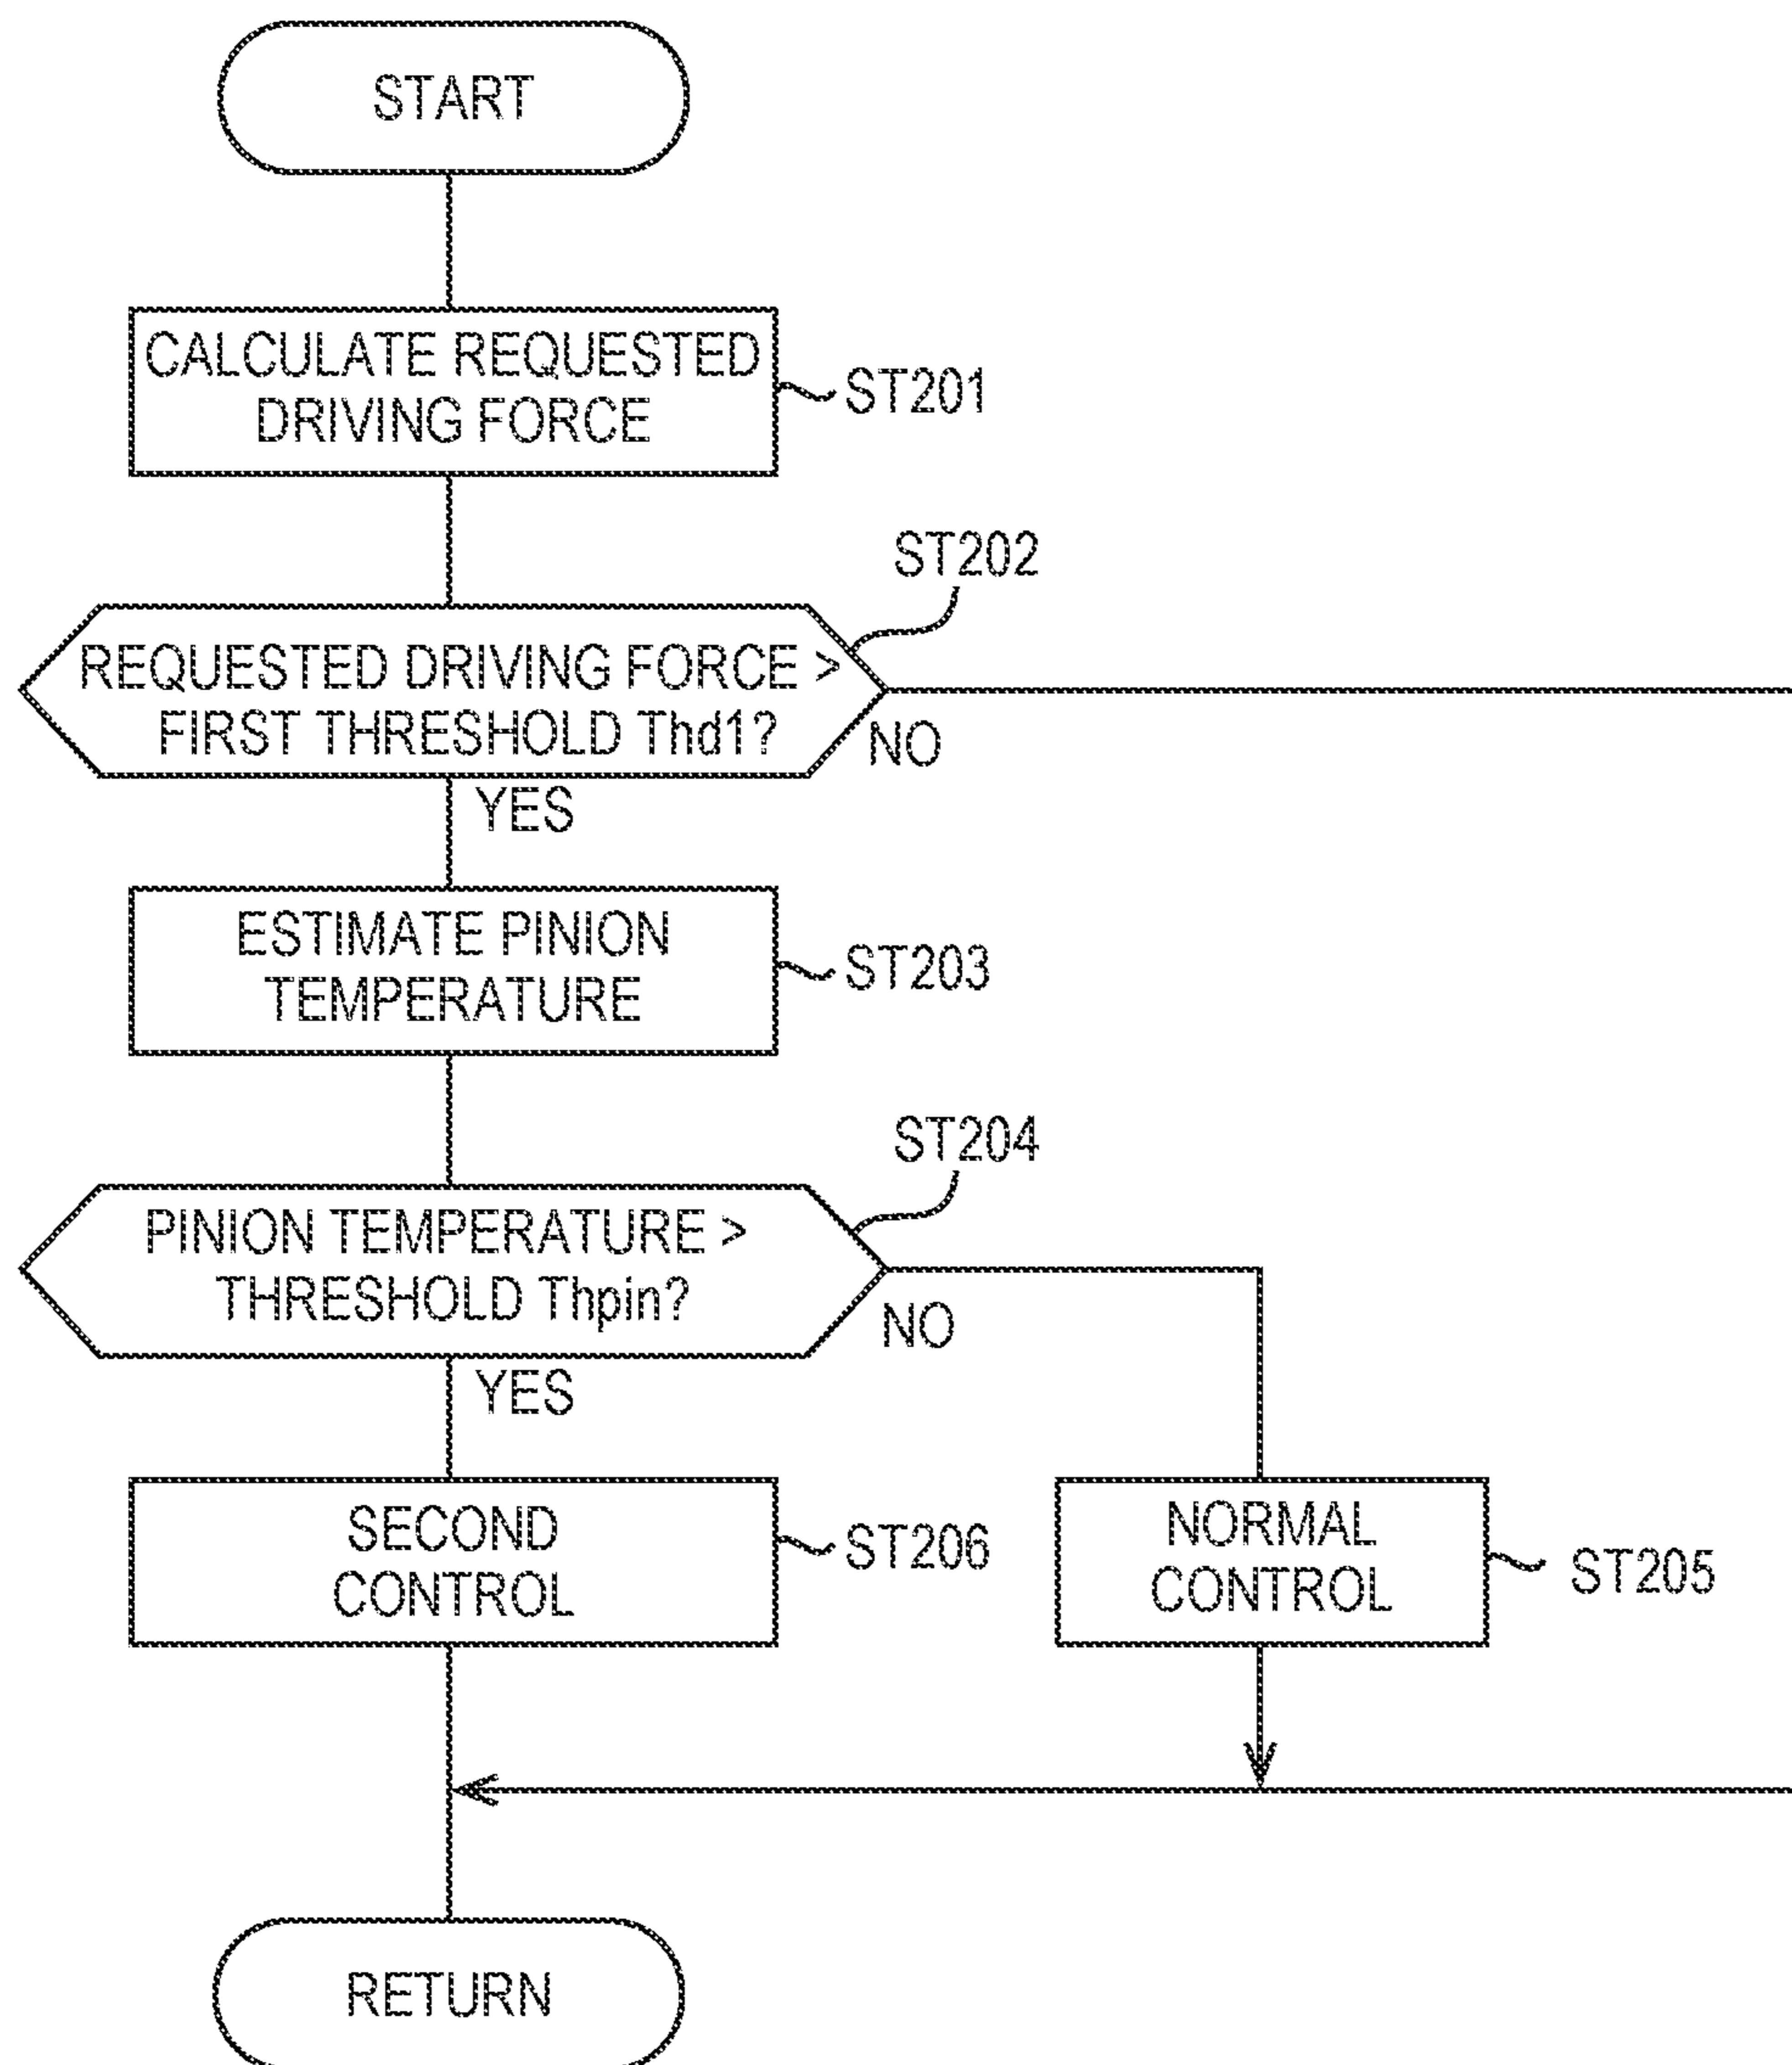 START
CALCULATE REQUESTED
DRIVING FORCE
ST201
ST202
REQUESTED DRIVING FORCE >
FIRST THRESHOLD Thd1?
NO
YES
ESTIMATE PINION
TEMPERATURE
ST203
ST204
PINION TEMPERATURE >
THRESHOLD Thpin?
NO
YES
SECOND
CONTROL
ST206
NORMAL
CONTROL
ST205
RETURN